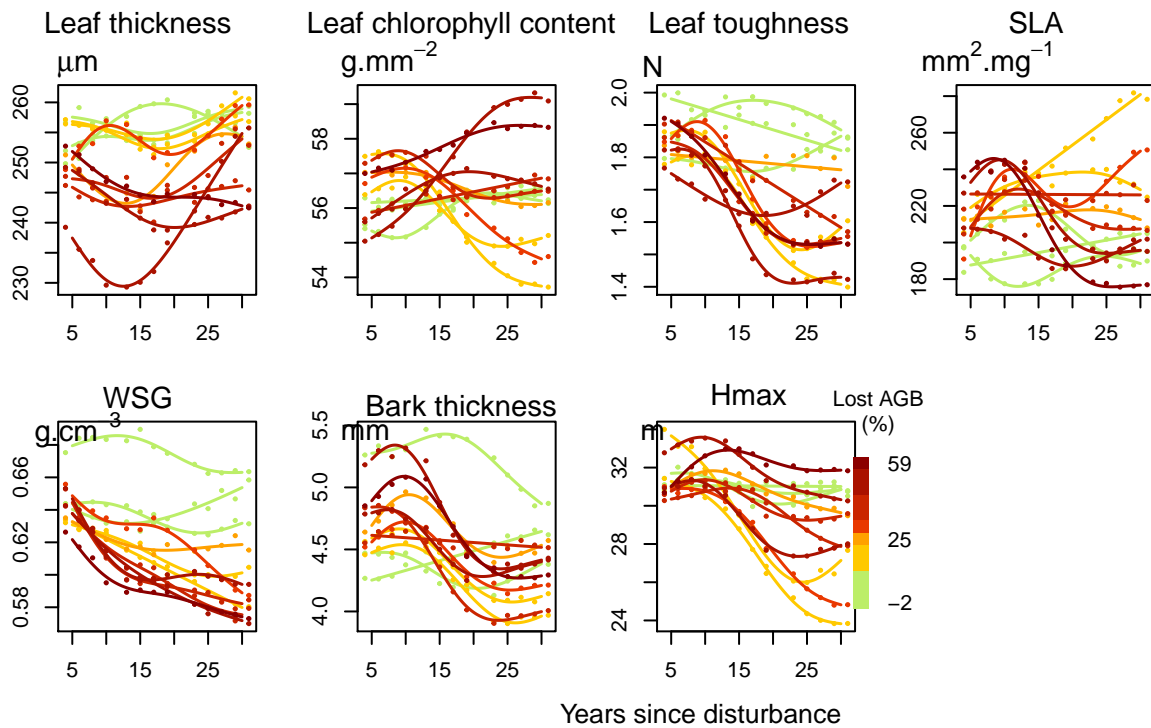 Leaf thickness
Leaf chlorophyll content
Leaf toughness
SLA
μm
g.mm−2
N
mm2.mg−1
230 240 250 260
54 56 58
1.4 1.6 1.8 2.0
180 220 260
5 15 25
5 15 25
5 15 25
5 15 25
WSG
Bark thickness
Hmax
Lost AGB
(%)
g.cm 3
mm
m
0.58 0.62 0.66
4.0 4.5 5.0 5.5
24 28 32
59
25
−2
5 15 25
5 15 25
5 15 25
Years since disturbance